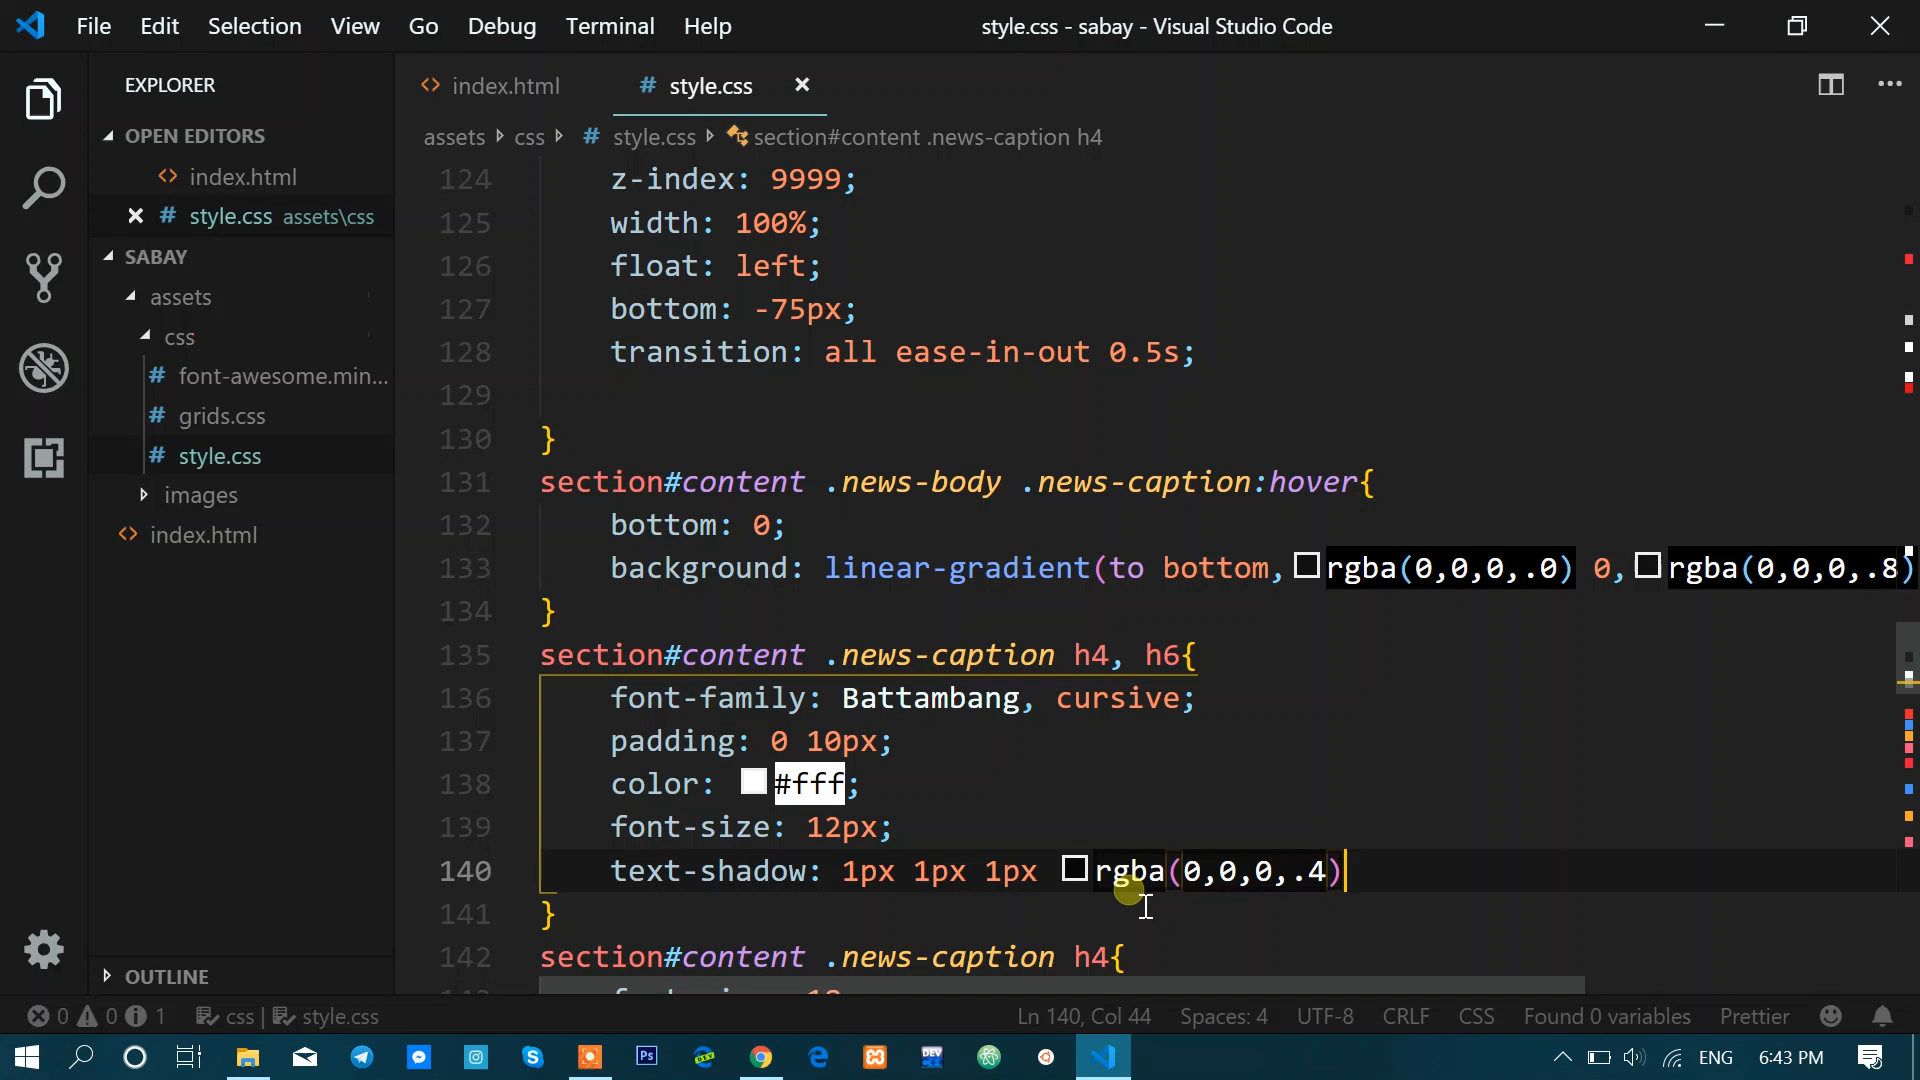 File Edit Selection View Go Debug Terminal Help style.css - sabay - Visual Studio Code
EXPLORER
OPEN EDITORS
index.html
style.css assets\css
SABAY
assets
css
font-awesome.min...
grids.css
style.css
images
index.html
OUTLINE
index.html # style.css
assets css # style.css section#content .news-caption h4
124 z-index: 9999;
125 width: 100%;
126 float: left;
127 bottom: -75px;
128 transition: all ease-in-out 0.5s;
129
130 }
131 section#content .news-body .news-caption:hover{
132 bottom: 0;
133 background: linear-gradient(to bottom,rgba(0,0,0,.0) 0,rgba(0,0,0,.8)
134 }
135 section#content .news-caption h4, h6{
136 font-family: Battambang, cursive;
137 padding: 0 10px;
138 color: #fff;
139 font-size: 12px;
140 text-shadow: 1px 1px 1px rgba(0,0,0,.4)
141 }
142 section#content .news-caption h4{
0 0 1 css | style.css Ln 140, Col 44 Spaces: 4 UTF-8 CRLF CSS Found 0 variables Prettier
ENG 6:43 PM